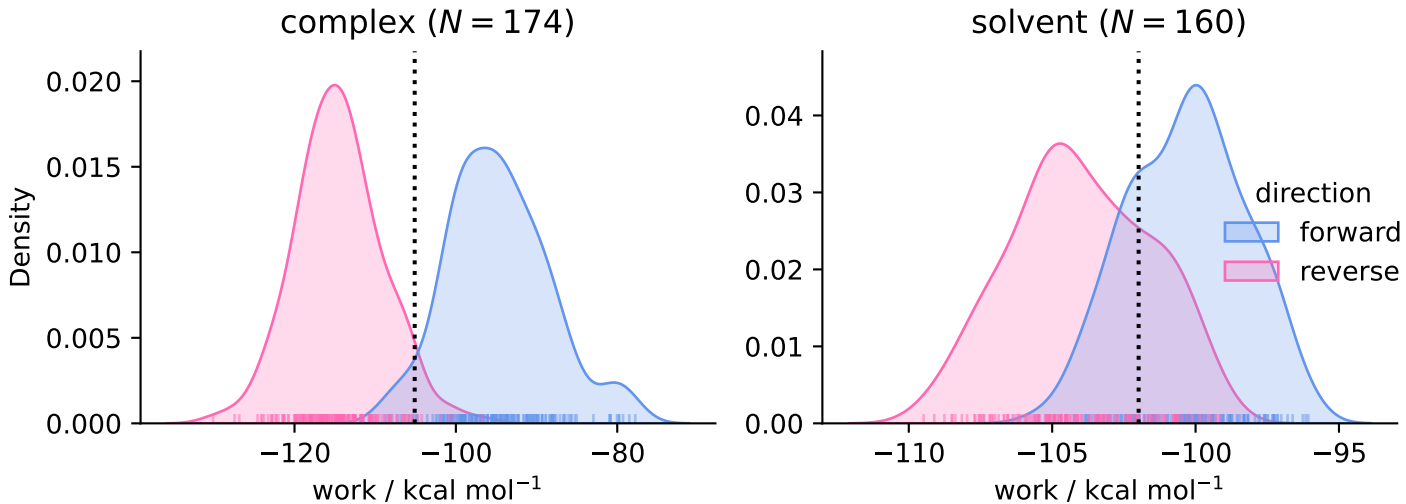 complex (N = 174)
Density
0.020
0.015
0.010
0.005
0.000
−120
−100
−80
work / kcal mol⁻¹
solvent (N = 160)
0.04
0.03
0.02
0.01
0.00
−110
−105
−100
−95
work / kcal mol⁻¹
direction
forward
reverse